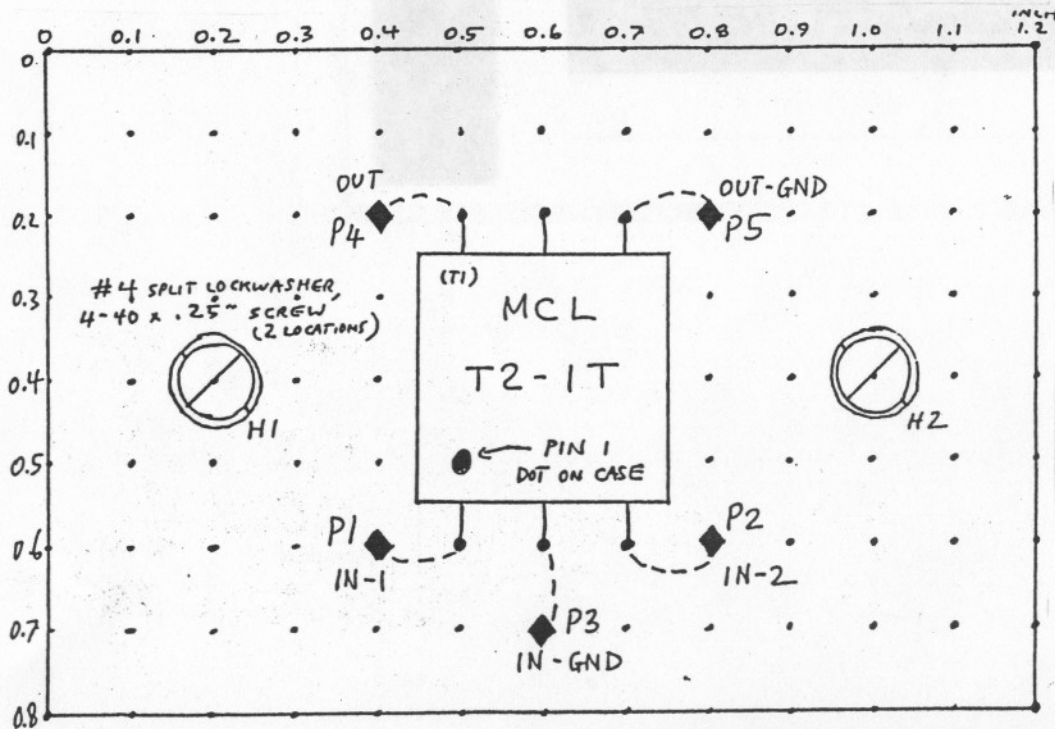 INCH
0 0.1 0.2 0.3 0.4 0.5 0.6 0.7 0.8 0.9 1.0 1.1 1.2
0.
0.1
OUT
OUT-GND
0.2
P4
P5
(T1)
#4 SPLIT LOCKWASHER,
0.3
MCL
4-40 x .25" SCREW
(2 LOCATIONS)
T2-1T
0.4
H1
H2
PIN 1
0.5
DOT ON CASE
P1
P2
0.6
IN-1
IN-2
P3
0.7
IN-GND
0.8